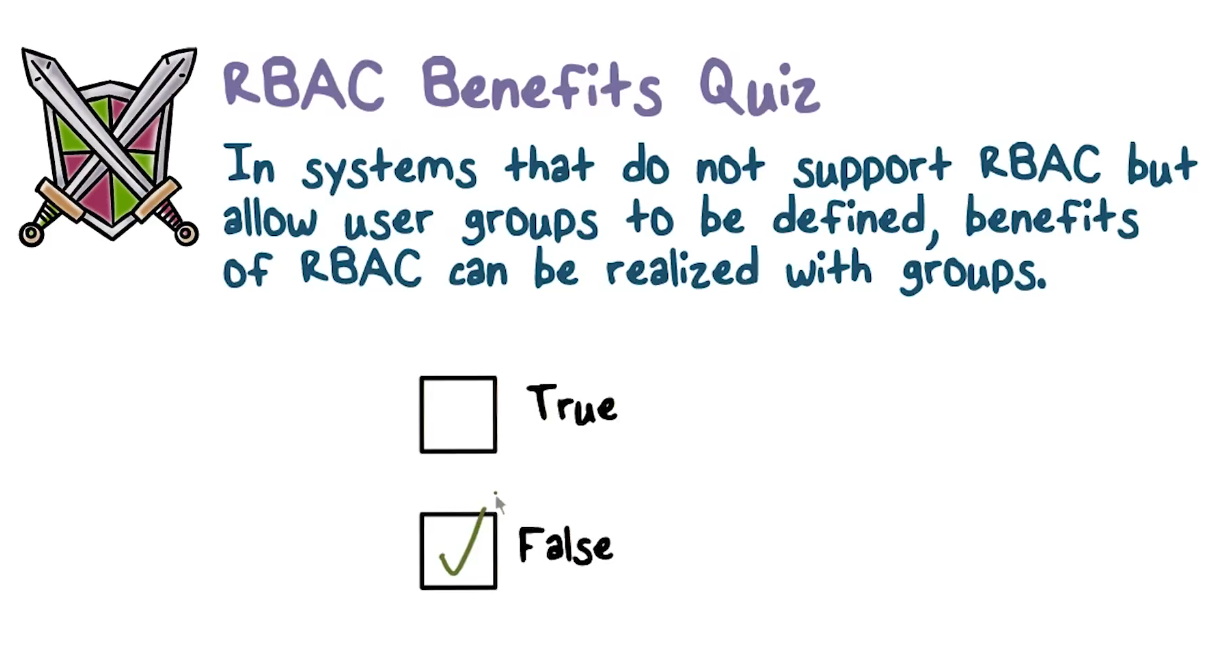 RBAC Benefits Quiz
In systems that do not support RBAC but
allow user groups to be defined, benefits
of RBAC can be realized with groups.
True
False